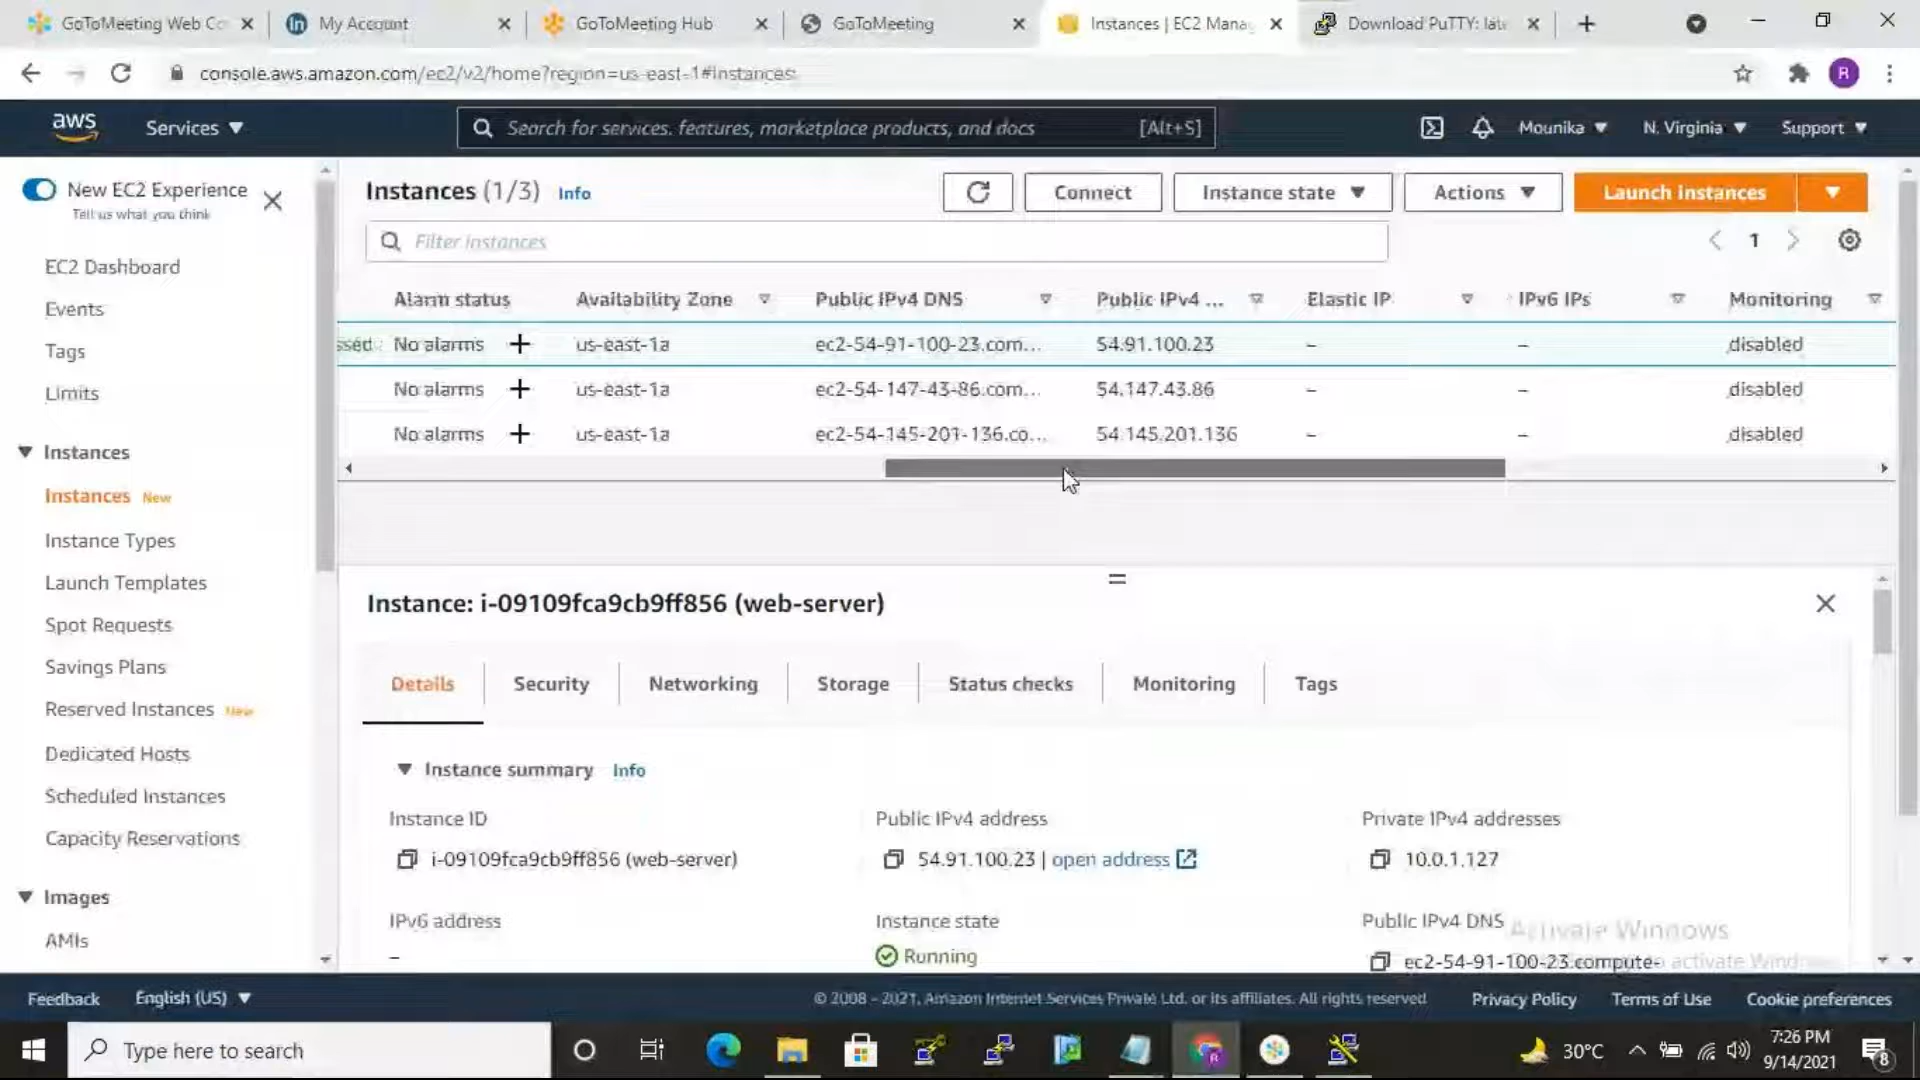 GoToMeeting Web Co
My Account
GoToMeeting Hub
GoToMeeting
Instances | EC2 Mana
Download PuTTY: late
console.aws.amazon.com/ec2/v2/home?region=us-east-1#Instances:
aws
Services
Search for services, features, marketplace products, and docs
[Alt+S]
Mounika
N. Virginia
Support
New EC2 Experience
Tell us what you think
EC2 Dashboard
Events
Tags
Limits
Instances
Instances New
Instance Types
Launch Templates
Spot Requests
Savings Plans
Reserved Instances New
Dedicated Hosts
Scheduled Instances
Capacity Reservations
Images
AMIs
Instances (1/3) Info
Connect
Instance state
Actions
Launch instances
Filter instances
1
Alarm status Availability Zone Public IPv4 DNS Public IPv4 ... Elastic IP IPv6 IPs Monitoring
ssed No alarms + us-east-1a ec2-54-91-100-23.com... 54.91.100.23 – – disabled
No alarms + us-east-1a ec2-54-147-43-86.com... 54.147.43.86 – – disabled
No alarms + us-east-1a ec2-54-145-201-136.co... 54.145.201.136 – – disabled
Instance: i-09109fca9cb9ff856 (web-server)
Details
Security
Networking
Storage
Status checks
Monitoring
Tags
Instance summary Info
Instance ID
i-09109fca9cb9ff856 (web-server)
Public IPv4 address
54.91.100.23 | open address
Private IPv4 addresses
10.0.1.127
IPv6 address
–
Instance state
Running
Public IPv4 DNS
ec2-54-91-100-23.compute-
Activate Windows
to activate Wind
Feedback
English (US)
© 2008 - 2021, Amazon Internet Services Private Ltd. or its affiliates. All rights reserved
Privacy Policy
Terms of Use
Cookie preferences
Type here to search
R
30°C
7:26 PM
9/14/2021
8